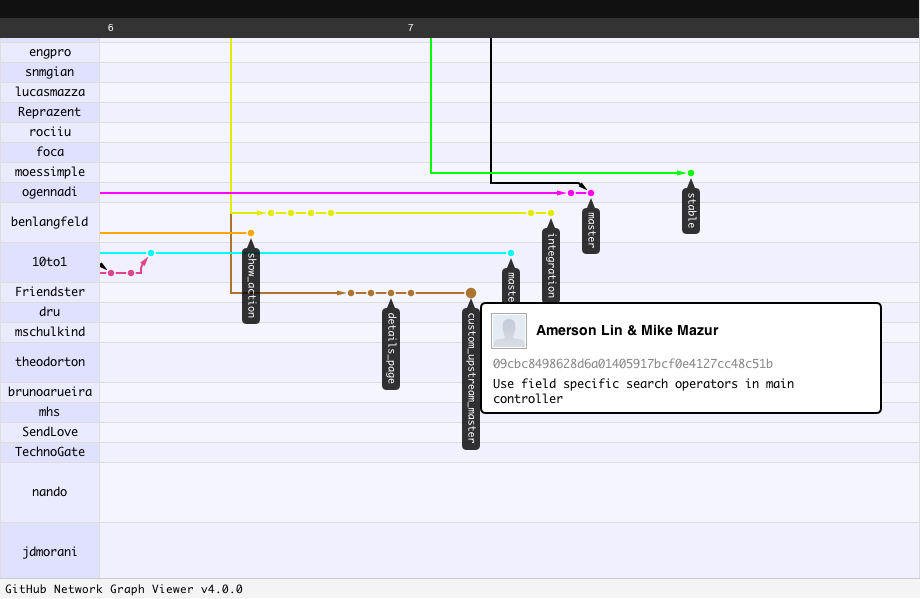 6 7
engpro
snmgian
lucasmazza
Reprazent
rociiu
foca
moessimple
ogennadi
benlangfeld
10to1
Friendster
dru
mschulkind
theodorton
brunoarueira
mhs
SendLove
TechnoGate
nando
jdmorani
show_action
details_page
custom_upstream_master
maste
integration
master
stable
Amerson Lin & Mike Mazur
09cbc8498628d6a01405917bcf0e4127cc48c51b
Use field specific search operators in main
controller
GitHub Network Graph Viewer v4.0.0